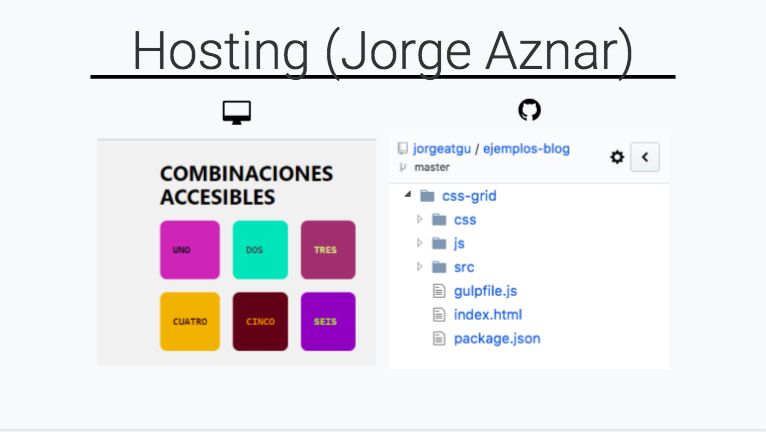 Hosting (Jorge Aznar)
COMBINACIONES
ACCESIBLES
UNO
DOS
TRES
CUATRO
CINCO
SEIS
jorgeatgu / ejemplos-blog
master
css-grid
css
js
src
gulpfile.js
index.html
package.json